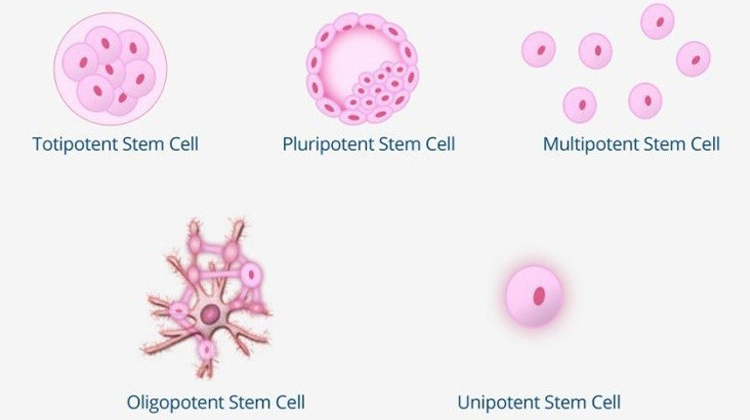 Totipotent Stem Cell
Pluripotent Stem Cell
Multipotent Stem Cell
Oligopotent Stem Cell
Unipotent Stem Cell